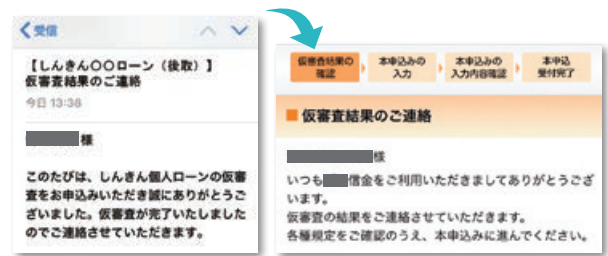 受信
【しんきん〇〇ローン（後取）】
仮審査結果のご連絡
今日 13:38
様
このたびは、しんきん個人ローンの仮審
査をお申込みいただき誠にありがとうご
ざいました。仮審査が完了いたしました
のでご連絡させていただきます。
仮審査結果の
確認
本申込みの
入力
本申込みの
入力内容確認
本申込
受付完了
仮審査結果のご連絡
様
いつも 信金をご利用いただきましてありがとうござ
います。
仮審査の結果をご連絡させていただきます。
各種規定をご確認のうえ、本申込みに進んでください。